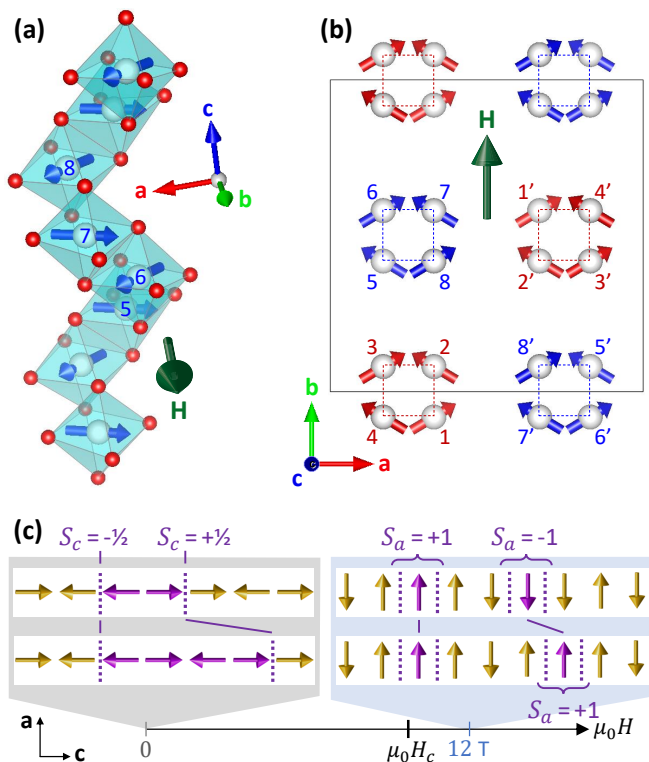 (a)
8
7
6
5
c
a
b
H
(b)
H
6 7 1’ 4’
5 8 2’ 3’
3 2 8’ 5’
4 1 7’ 6’
b
c a
(c)
S_c = -½ S_c = +½ S_a = +1 S_a = -1
S_a = +1
a
c
0 μ₀H_c 12 T μ₀H